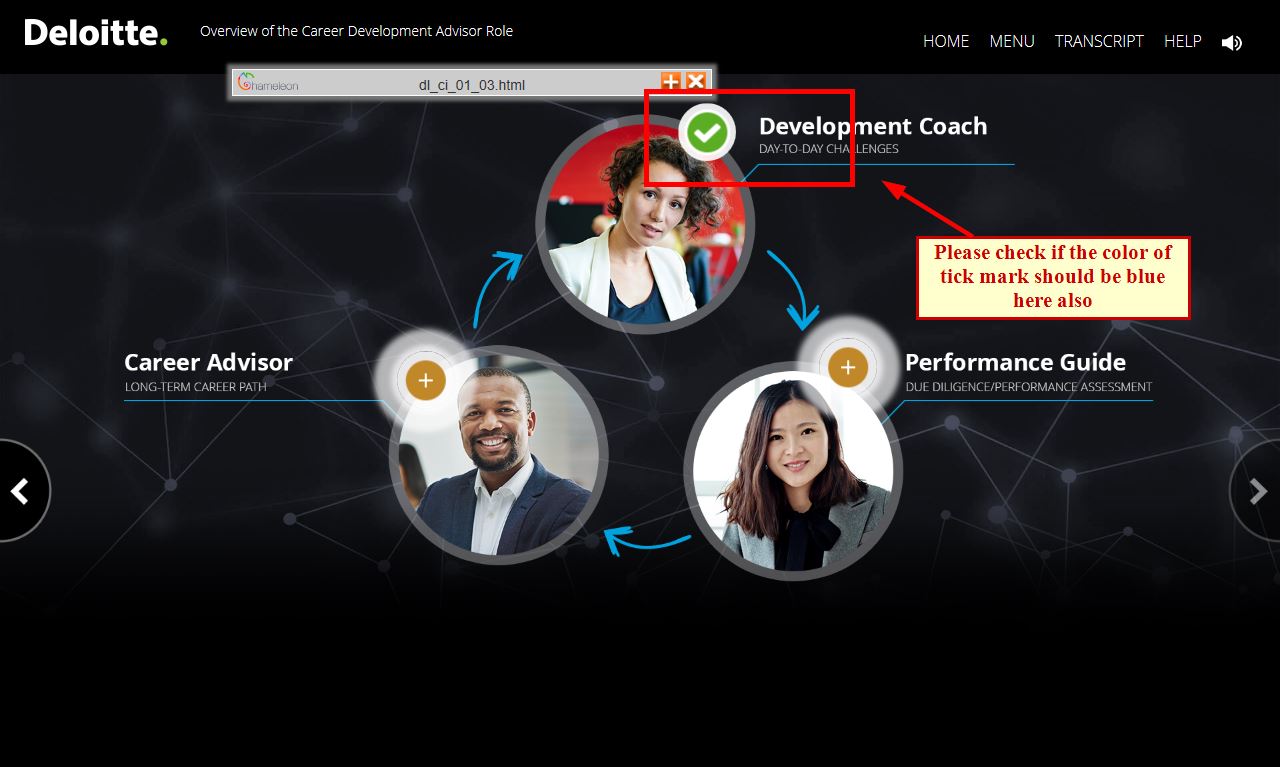 Deloitte.
Overview of the Career Development Advisor Role
HOME MENU TRANSCRIPT HELP
Chameleon
dl_ci_01_03.html
Development Coach
DAY-TO-DAY CHALLENGES
Please check if the color of
tick mark should be blue
here also
Career Advisor
LONG-TERM CAREER PATH
Performance Guide
DUE DILIGENCE/PERFORMANCE ASSESSMENT